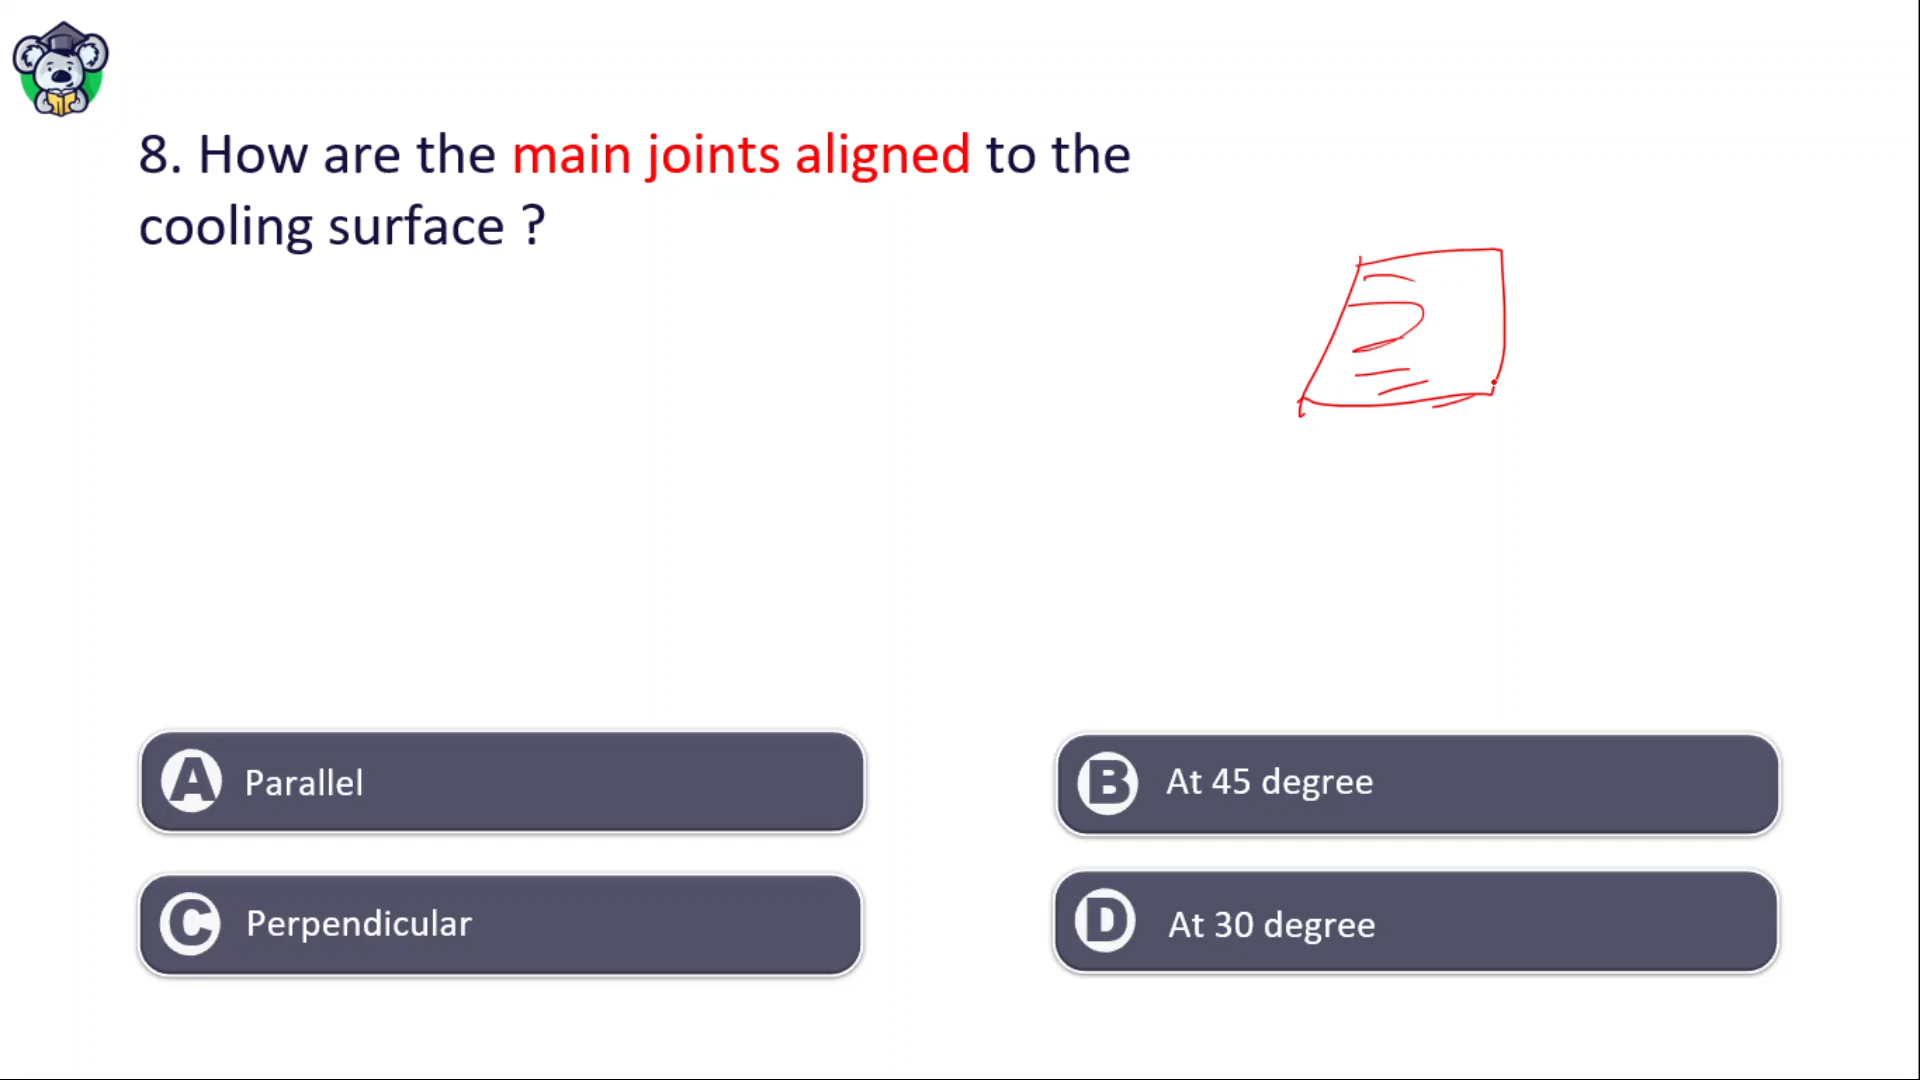 8. How are the main joints aligned to the
cooling surface ?
A Parallel
B At 45 degree
C Perpendicular
D At 30 degree